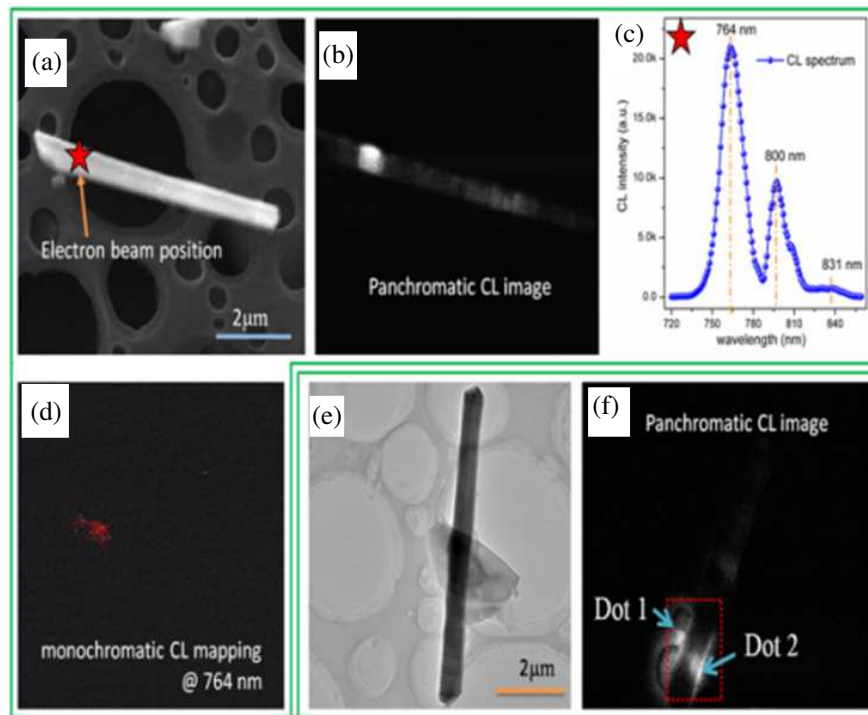 (a)
Electron beam position
2μm
(b)
Panchromatic CL image
(c)
764 nm
CL spectrum
800 nm
831 nm
20.0k
15.0k
10.0k
5.0k
0.0
CL intensity (a.u.)
720 750 780 810 840
wavelength (nm)
(d)
monochromatic CL mapping
@ 764 nm
(e)
2μm
(f)
Panchromatic CL image
Dot 1
Dot 2